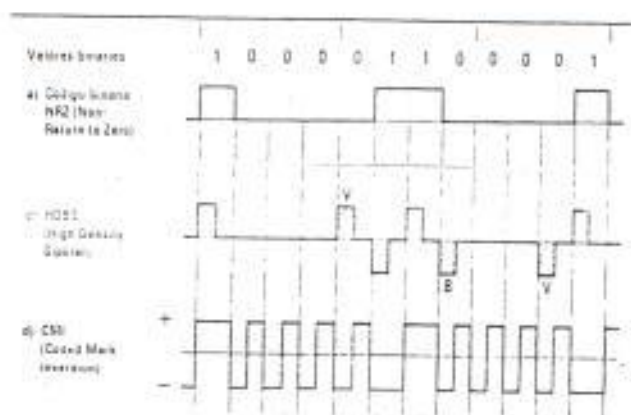 Valores binarios 1 0 0 0 0 1 1 0 0 0 0 1
a) Código binario
NRZ (Non-
Return to Zero)
V
c) HDB3
(High Density
Bipolar)
B V
d) CMI
(Coded Mark
Inversion)
+
−